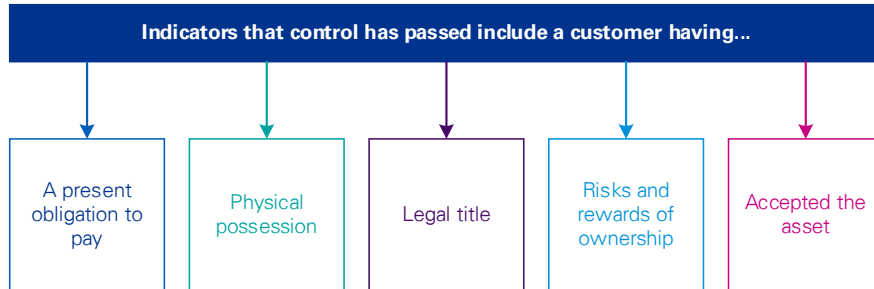 Indicators that control has passed include a customer having...
A present
obligation to
pay
Physical
possession
Legal title
Risks and
rewards of
ownership
Accepted the
asset